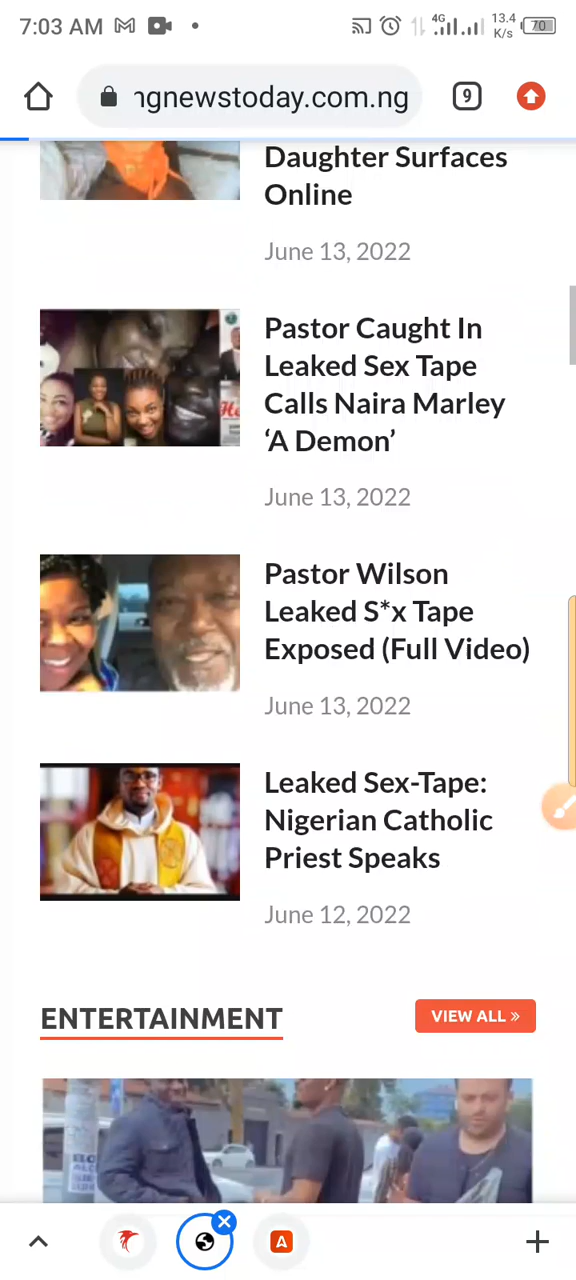 7:03 AM
4G
13.4
K/s
70
ngnewstoday.com.ng
9
Daughter Surfaces
Online
June 13, 2022
Pastor Caught In
Leaked Sex Tape
Calls Naira Marley
‘A Demon’
June 13, 2022
Pastor Wilson
Leaked S*x Tape
Exposed (Full Video)
June 13, 2022
Leaked Sex-Tape:
Nigerian Catholic
Priest Speaks
June 12, 2022
ENTERTAINMENT
VIEW ALL »
A